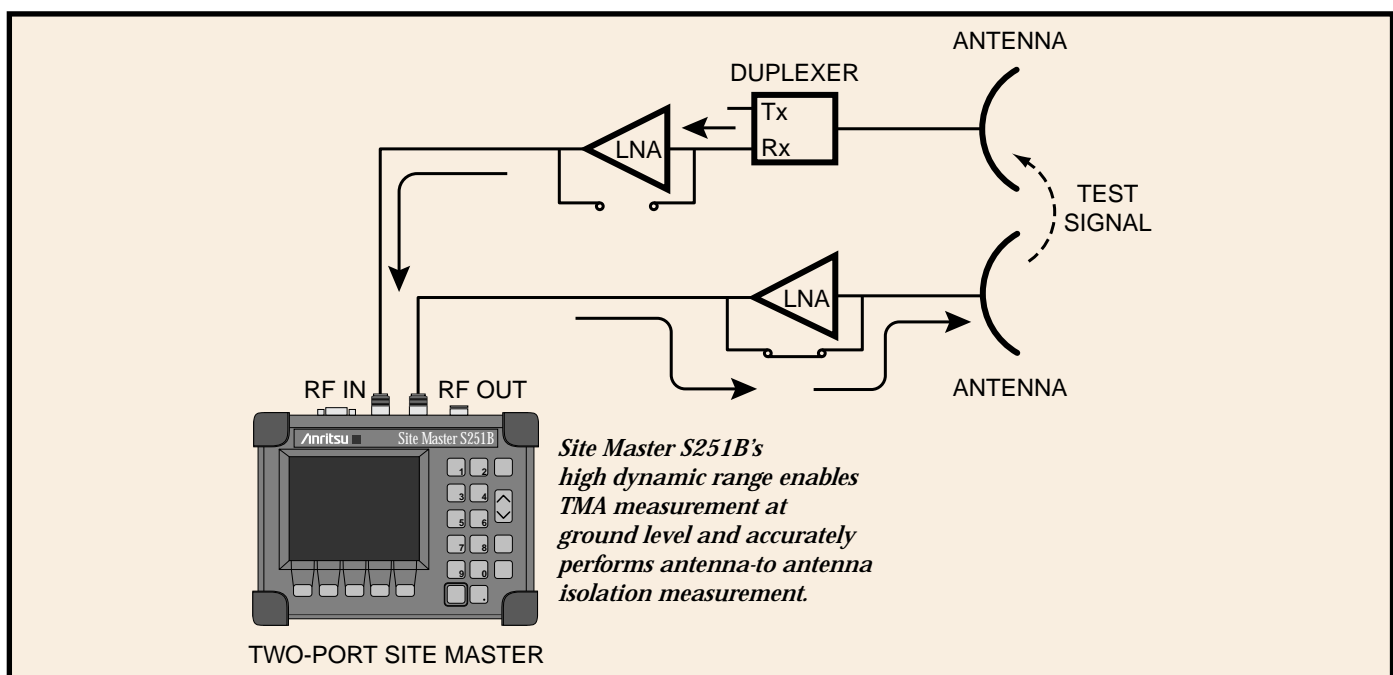 ANTENNA
DUPLEXER
Tx
LNA
Rx
TEST
SIGNAL
LNA
RF IN
RF OUT
ANTENNA
/inritsu
Site Master S251B
1 2
3 4
5 6
7 8
9 0
.
Site Master S251B's
high dynamic range enables
TMA measurement at
ground level and accurately
performs antenna-to antenna
isolation measurement.
TWO-PORT SITE MASTER